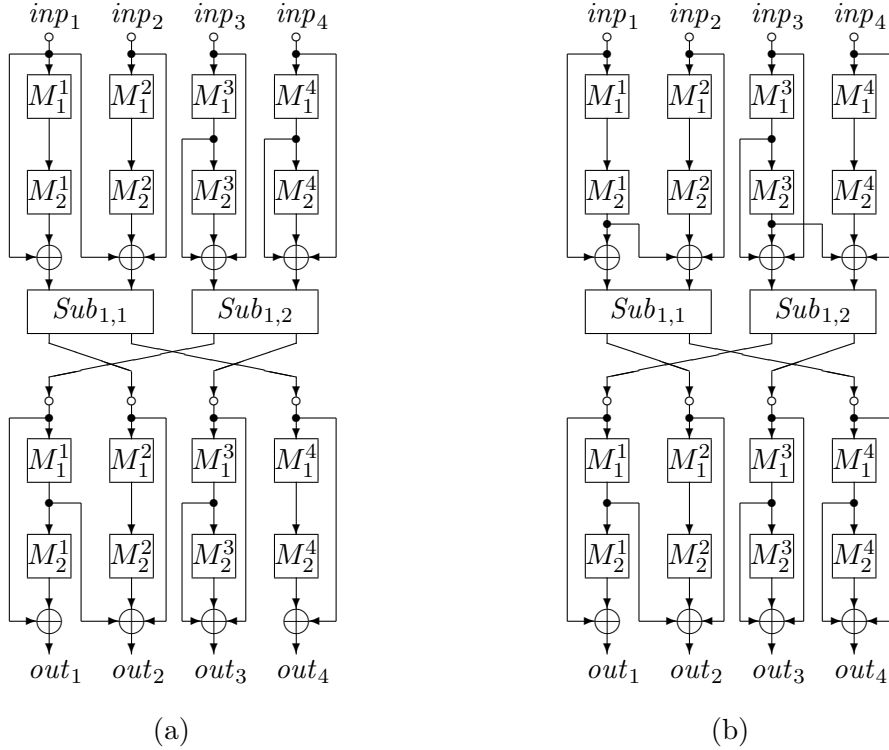 inp₁ inp₂ inp₃ inp₄ inp₁ inp₂ inp₃ inp₄
M₁¹ M₁² M₁³ M₁⁴ M₁¹ M₁² M₁³ M₁⁴
M₂¹ M₂² M₂³ M₂⁴ M₂¹ M₂² M₂³ M₂⁴
Sub₁,₁ Sub₁,₂ Sub₁,₁ Sub₁,₂
M₁¹ M₁² M₁³ M₁⁴ M₁¹ M₁² M₁³ M₁⁴
M₂¹ M₂² M₂³ M₂⁴ M₂¹ M₂² M₂³ M₂⁴
out₁ out₂ out₃ out₄ out₁ out₂ out₃ out₄
(a) (b)